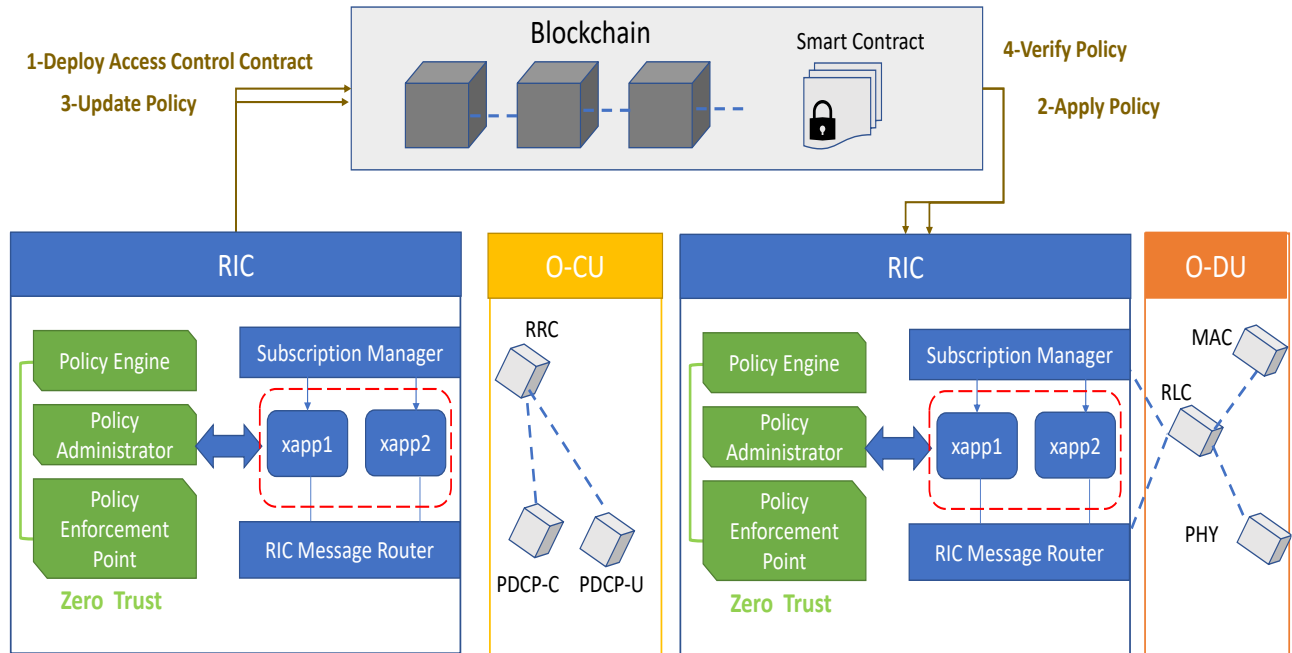 Blockchain
Smart Contract
1-Deploy Access Control Contract
3-Update Policy
4-Verify Policy
2-Apply Policy
RIC
Policy Engine
Policy
Administrator
Policy
Enforcement
Point
Zero Trust
Subscription Manager
xapp1
xapp2
RIC Message Router
O-CU
RRC
PDCP-C
PDCP-U
RIC
Policy Engine
Policy
Administrator
Policy
Enforcement
Point
Zero Trust
Subscription Manager
xapp1
xapp2
RIC Message Router
O-DU
MAC
RLC
PHY